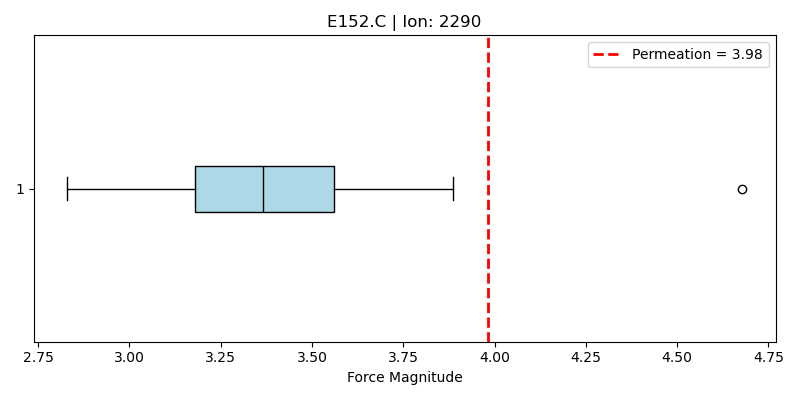 E152.C | Ion: 2290
Permeation = 3.98
1
2.75 3.00 3.25 3.50 3.75 4.00 4.25 4.50 4.75
Force Magnitude